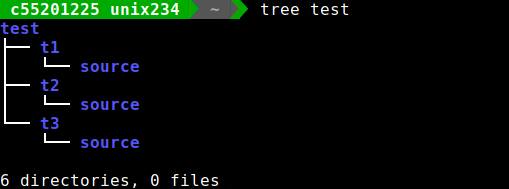 c55201225 unix234 ~ tree test
test
├── t1
│   └── source
├── t2
│   └── source
└── t3
    └── source
6 directories, 0 files